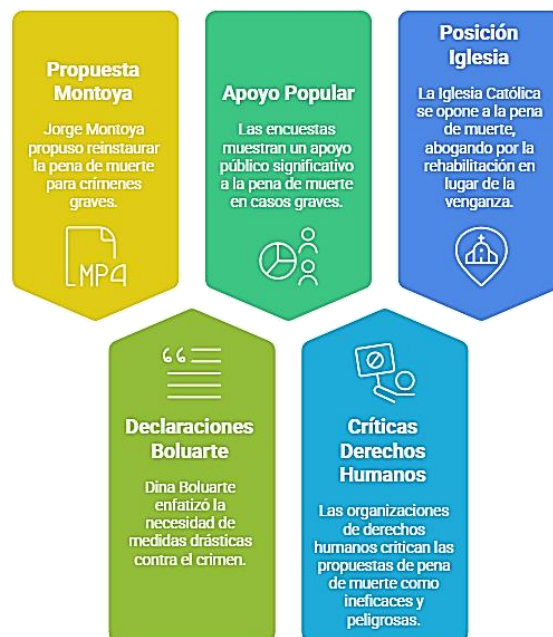 Propuesta
Montoya
Jorge Montoya
propuso reinstaurar
la pena de muerte
para crímenes
graves.
MP4
Apoyo Popular
Las encuestas
muestran un apoyo
público significativo
a la pena de muerte
en casos graves.
Posición
Iglesia
La Iglesia Católica
se opone a la pena
de muerte,
abogando por la
rehabilitación en
lugar de la
venganza.
Declaraciones
Boluarte
Dina Boluarte
enfatizó la
necesidad de
medidas drásticas
contra el crimen.
Críticas
Derechos
Humanos
Las organizaciones
de derechos
humanos critican las
propuestas de pena
de muerte como
ineficaces y
peligrosas.